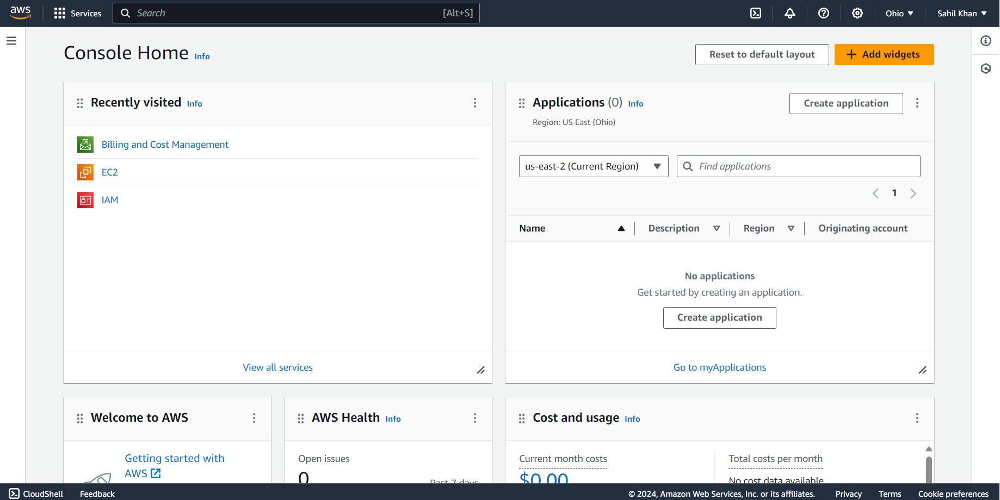 aws
Services
Search
[Alt+S]
Ohio
Sahil Khan
Console Home Info
Reset to default layout
Add widgets
Recently visited Info
Billing and Cost Management
EC2
IAM
View all services
Applications (0) Info
Region: US East (Ohio)
Create application
us-east-2 (Current Region)
Find applications
1
Name
Description
Region
Originating account
No applications
Get started by creating an application.
Create application
Go to myApplications
Welcome to AWS
Getting started with
AWS
AWS Health Info
Open issues
0
Past 7 days
Cost and usage Info
Current month costs
$0.00
Total costs per month
No cost data available
CloudShell
Feedback
© 2024, Amazon Web Services, Inc. or its affiliates.
Privacy
Terms
Cookie preferences